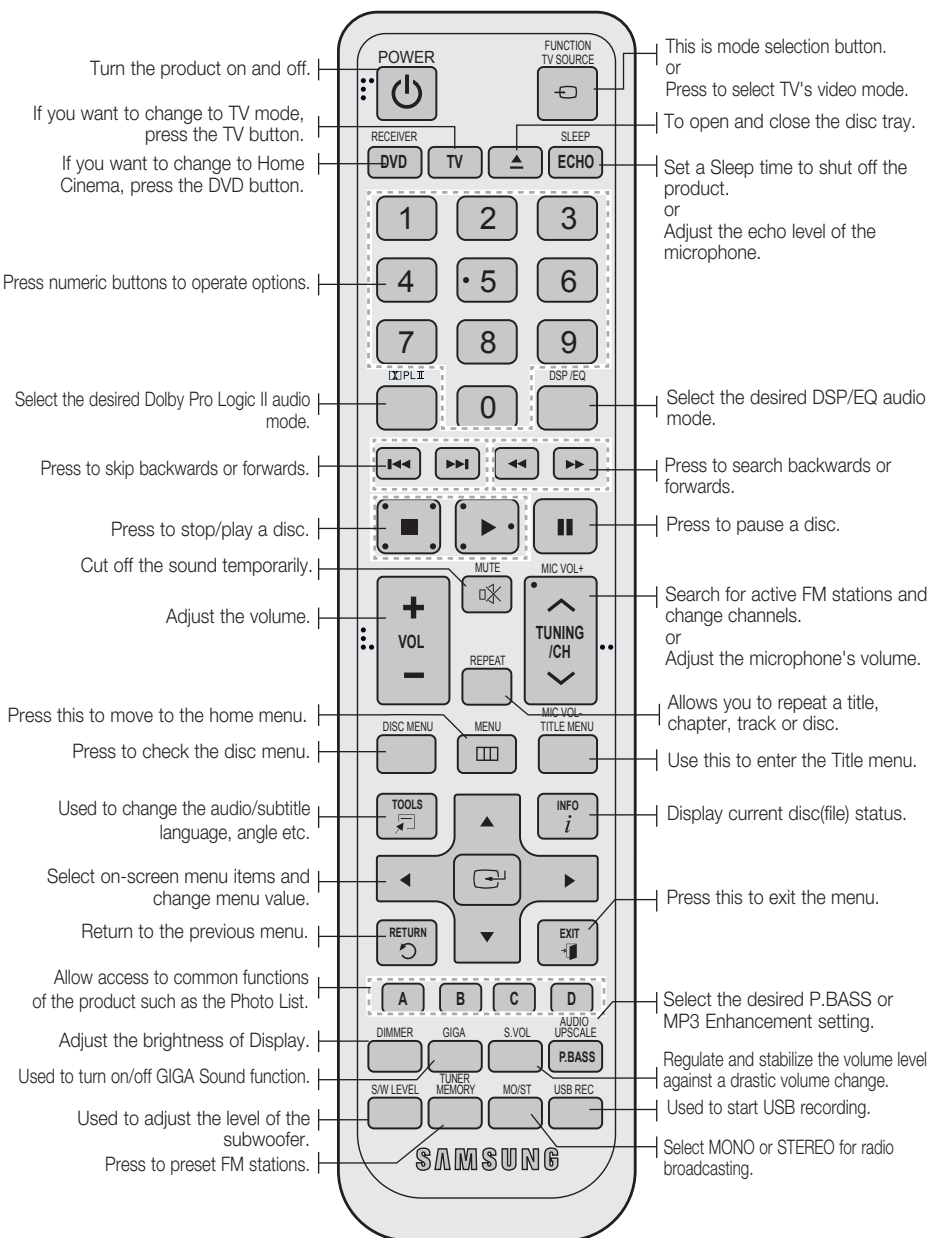 Turn the product on and off.
If you want to change to TV mode,
press the TV button.
If you want to change to Home
Cinema, press the DVD button.
Press numeric buttons to operate options.
Select the desired Dolby Pro Logic II audio
mode.
Press to skip backwards or forwards.
Press to stop/play a disc.
Cut off the sound temporarily.
Adjust the volume.
Press this to move to the home menu.
Press to check the disc menu.
Used to change the audio/subtitle
language, angle etc.
Select on-screen menu items and
change menu value.
Return to the previous menu.
Allow access to common functions
of the product such as the Photo List.
Adjust the brightness of Display.
Used to turn on/off GIGA Sound function.
Used to adjust the level of the
subwoofer.
Press to preset FM stations.
POWER
FUNCTION
TV SOURCE
RECEIVER
SLEEP
DVD TV ECHO
1 2 3
4 5 6
7 8 9
PL II
DSP /EQ
0
MUTE
MIC VOL+
VOL
TUNING
/CH
REPEAT
MIC VOL-
DISC MENU MENU TITLE MENU
TOOLS
INFO
i
RETURN
EXIT
A B C D
DIMMER GIGA S.VOL AUDIO
UPSCALE
P.BASS
S/W LEVEL TUNER
MEMORY MO/ST USB REC
SAMSUNG
This is mode selection button.
or
Press to select TV's video mode.
To open and close the disc tray.
Set a Sleep time to shut off the
product.
or
Adjust the echo level of the
microphone.
Select the desired DSP/EQ audio
mode.
Press to search backwards or
forwards.
Press to pause a disc.
Search for active FM stations and
change channels.
or
Adjust the microphone's volume.
Allows you to repeat a title,
chapter, track or disc.
Use this to enter the Title menu.
Display current disc(file) status.
Press this to exit the menu.
Select the desired P.BASS or
MP3 Enhancement setting.
Regulate and stabilize the volume level
against a drastic volume change.
Used to start USB recording.
Select MONO or STEREO for radio
broadcasting.